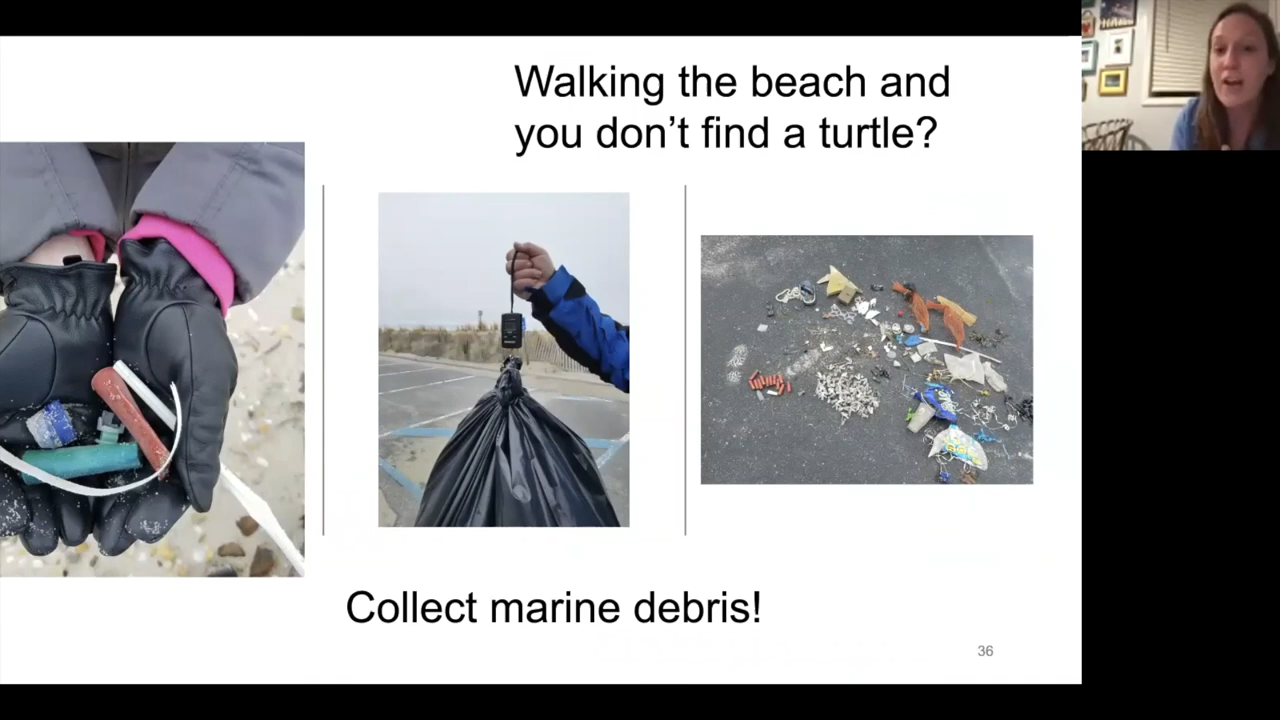 Walking the beach and
you don’t find a turtle?
Collect marine debris!
36